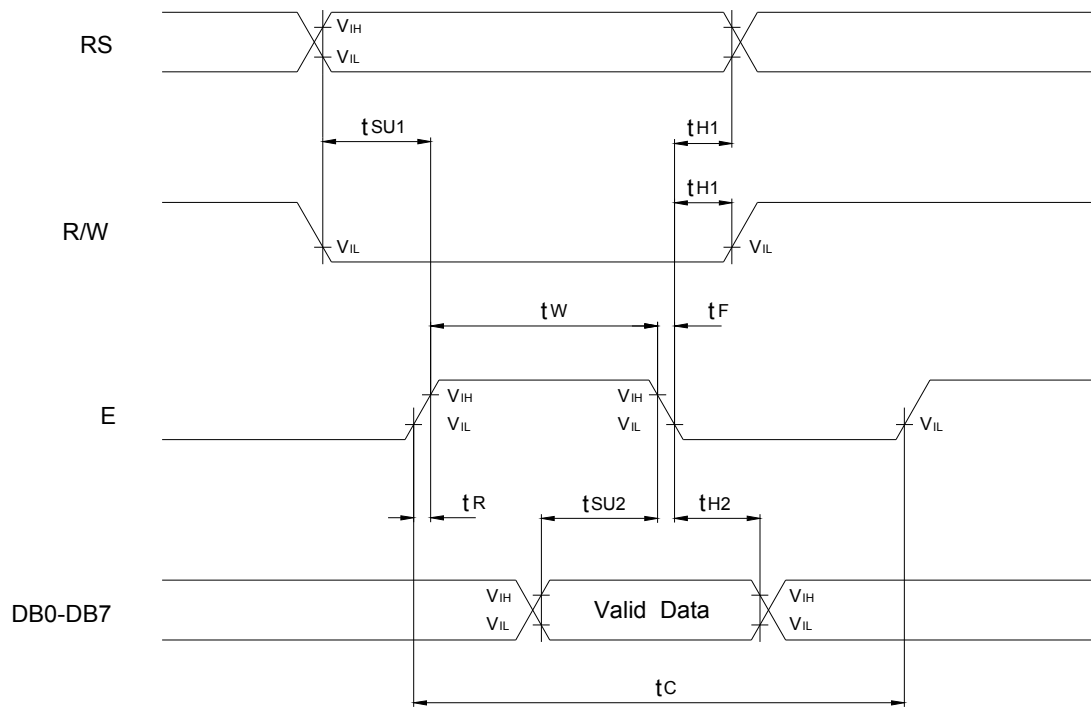 RS
VIH
VIL
tSU1
tH1
tH1
R/W
VIL
VIL
tW
tF
E
VIH
VIL
VIH
VIL
VIL
tR
tSU2
tH2
DB0-DB7
VIH
VIL
Valid Data
VIH
VIL
tC